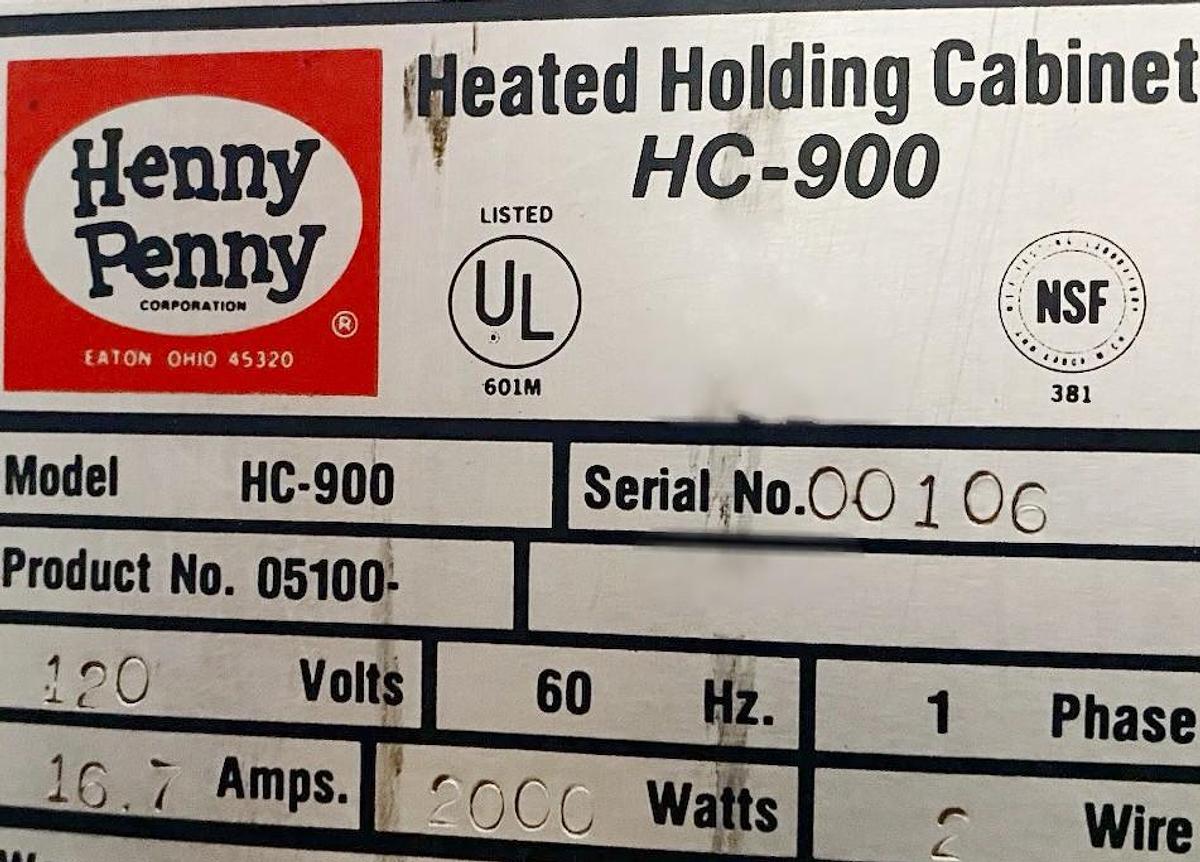 Henny
Penny
CORPORATION
®
EATON OHIO 45320
Heated Holding Cabinet
HC-900
LISTED
UL
®
601M
NSF
381
Model HC-900
Serial No. 00106
Product No. 05100-
120 Volts
60 Hz.
1 Phase
16.7 Amps.
2000 Watts
2 Wire